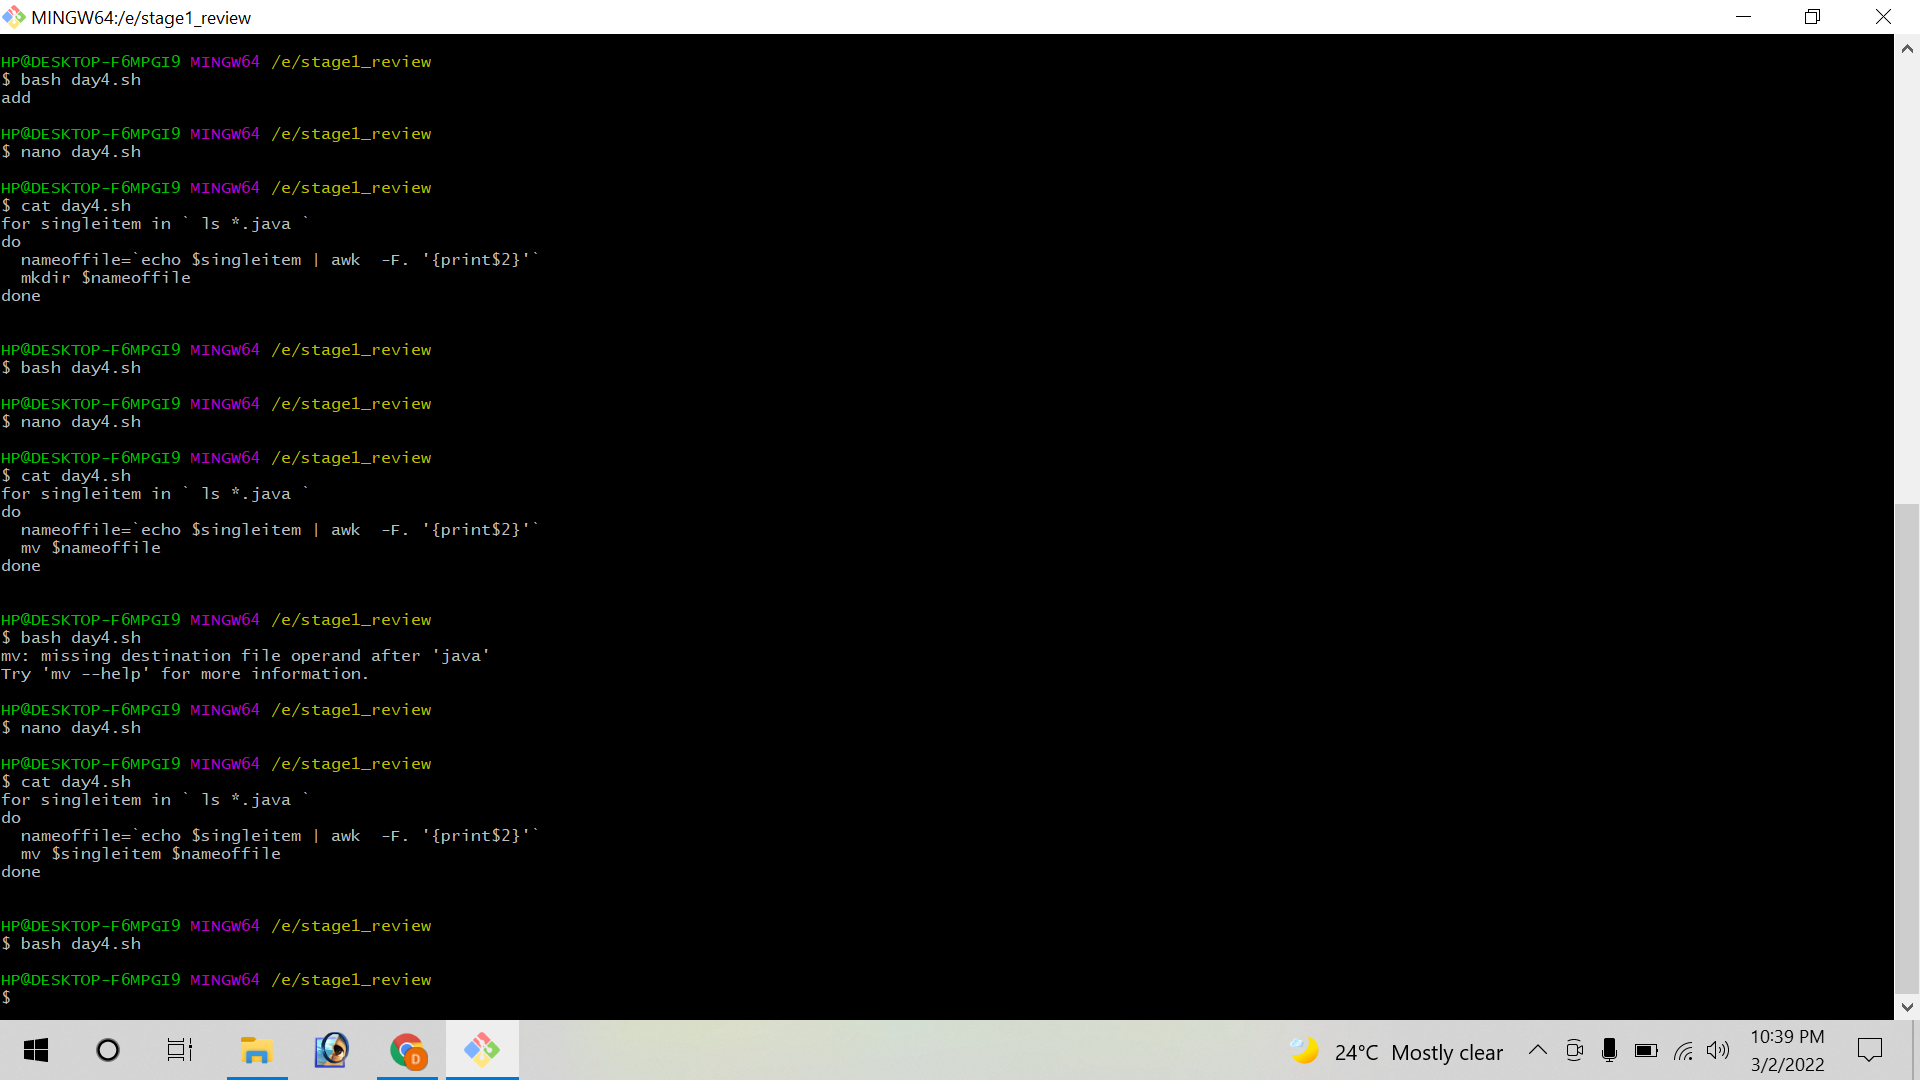 MINGW64:/e/stage1_review
HP@DESKTOP-F6MPGI9 MINGW64 /e/stage1_review
$ bash day4.sh
add
HP@DESKTOP-F6MPGI9 MINGW64 /e/stage1_review
$ nano day4.sh
HP@DESKTOP-F6MPGI9 MINGW64 /e/stage1_review
$ cat day4.sh
for singleitem in ` ls *.java `
do
  nameoffile=`echo $singleitem | awk  -F. '{print$2}'`
  mkdir $nameoffile
done
HP@DESKTOP-F6MPGI9 MINGW64 /e/stage1_review
$ bash day4.sh
HP@DESKTOP-F6MPGI9 MINGW64 /e/stage1_review
$ nano day4.sh
HP@DESKTOP-F6MPGI9 MINGW64 /e/stage1_review
$ cat day4.sh
for singleitem in ` ls *.java `
do
  nameoffile=`echo $singleitem | awk  -F. '{print$2}'`
  mv $nameoffile
done
HP@DESKTOP-F6MPGI9 MINGW64 /e/stage1_review
$ bash day4.sh
mv: missing destination file operand after 'java'
Try 'mv --help' for more information.
HP@DESKTOP-F6MPGI9 MINGW64 /e/stage1_review
$ nano day4.sh
HP@DESKTOP-F6MPGI9 MINGW64 /e/stage1_review
$ cat day4.sh
for singleitem in ` ls *.java `
do
  nameoffile=`echo $singleitem | awk  -F. '{print$2}'`
  mv $singleitem $nameoffile
done
HP@DESKTOP-F6MPGI9 MINGW64 /e/stage1_review
$ bash day4.sh
HP@DESKTOP-F6MPGI9 MINGW64 /e/stage1_review
$
D
24°C Mostly clear
10:39 PM
3/2/2022